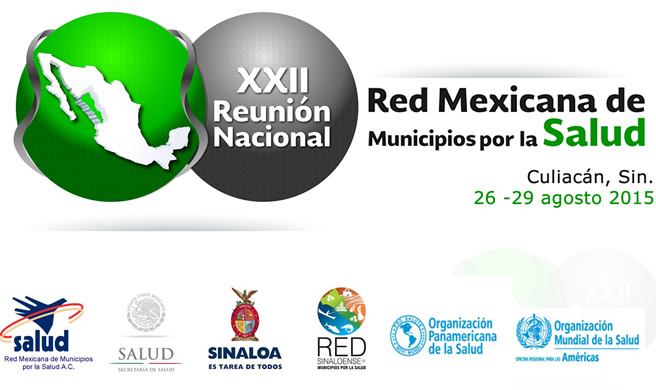 XXII
Reunión
Nacional
Red Mexicana de
Municipios por la Salud
Culiacán, Sin.
26 -29 agosto 2015
XXII
salud
Red Mexicana de Municipios
por la Salud A.C.
SALUD
SECRETARÍA DE SALUD
SINALOA
ES TAREA DE TODOS
RED
SINALOENSE DE
MUNICIPIOS POR LA SALUD
Organización
Panamericana
de la Salud
Organización
Mundial de la Salud
OFICINA REGIONAL PARA LAS Américas